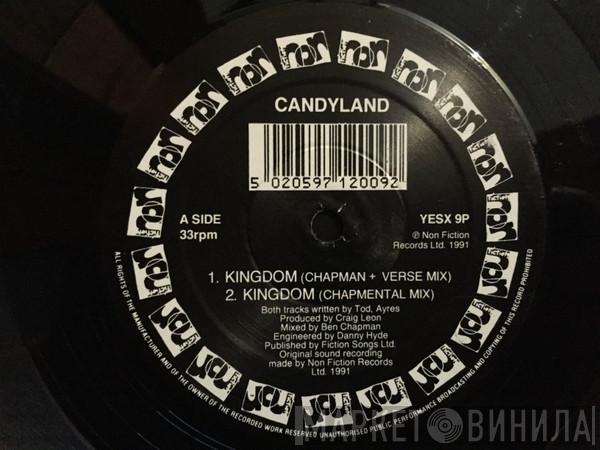 CANDYLAND
5 020597 120092
A SIDE
33rpm
YESX 9P
℗ Non Fiction
Records Ltd. 1991
1. KINGDOM (CHAPMAN + VERSE MIX)
2. KINGDOM (CHAPMENTAL MIX)
Both tracks written by Tod, Ayres
Produced by Craig Leon
Mixed by Ben Chapman
Engineered by Danny Hyde
Published by Fiction Songs Ltd.
Original sound recording
made by Non Fiction Records
Ltd. 1991
ALL RIGHTS OF THE MANUFACTURER AND OF THE OWNER OF THE RECORDED WORK RESERVED UNAUTHORISED PUBLIC PERFORMANCE BROADCASTING AND COPYING OF THIS RECORD PROHIBITED
non Fiction
МАРКЕТ ВИНИЛА